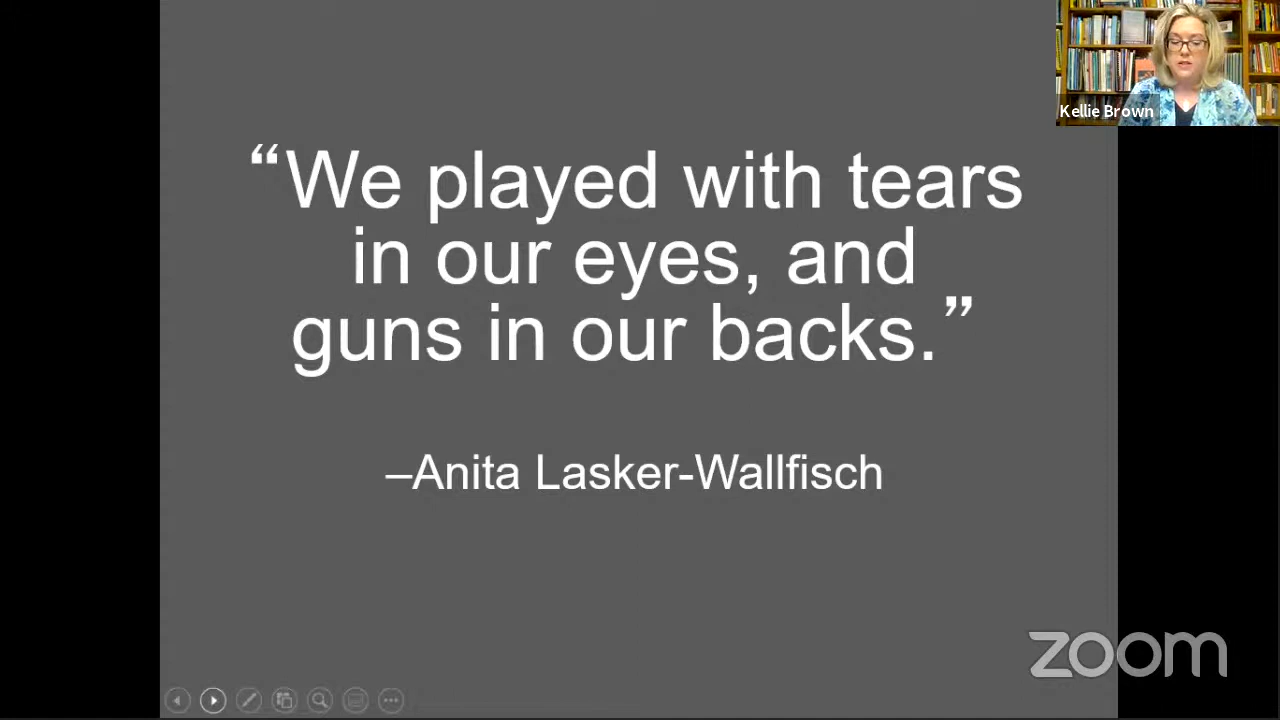 Kellie Brown
“We played with tears
in our eyes, and
guns in our backs.”
–Anita Lasker-Wallfisch
zoom